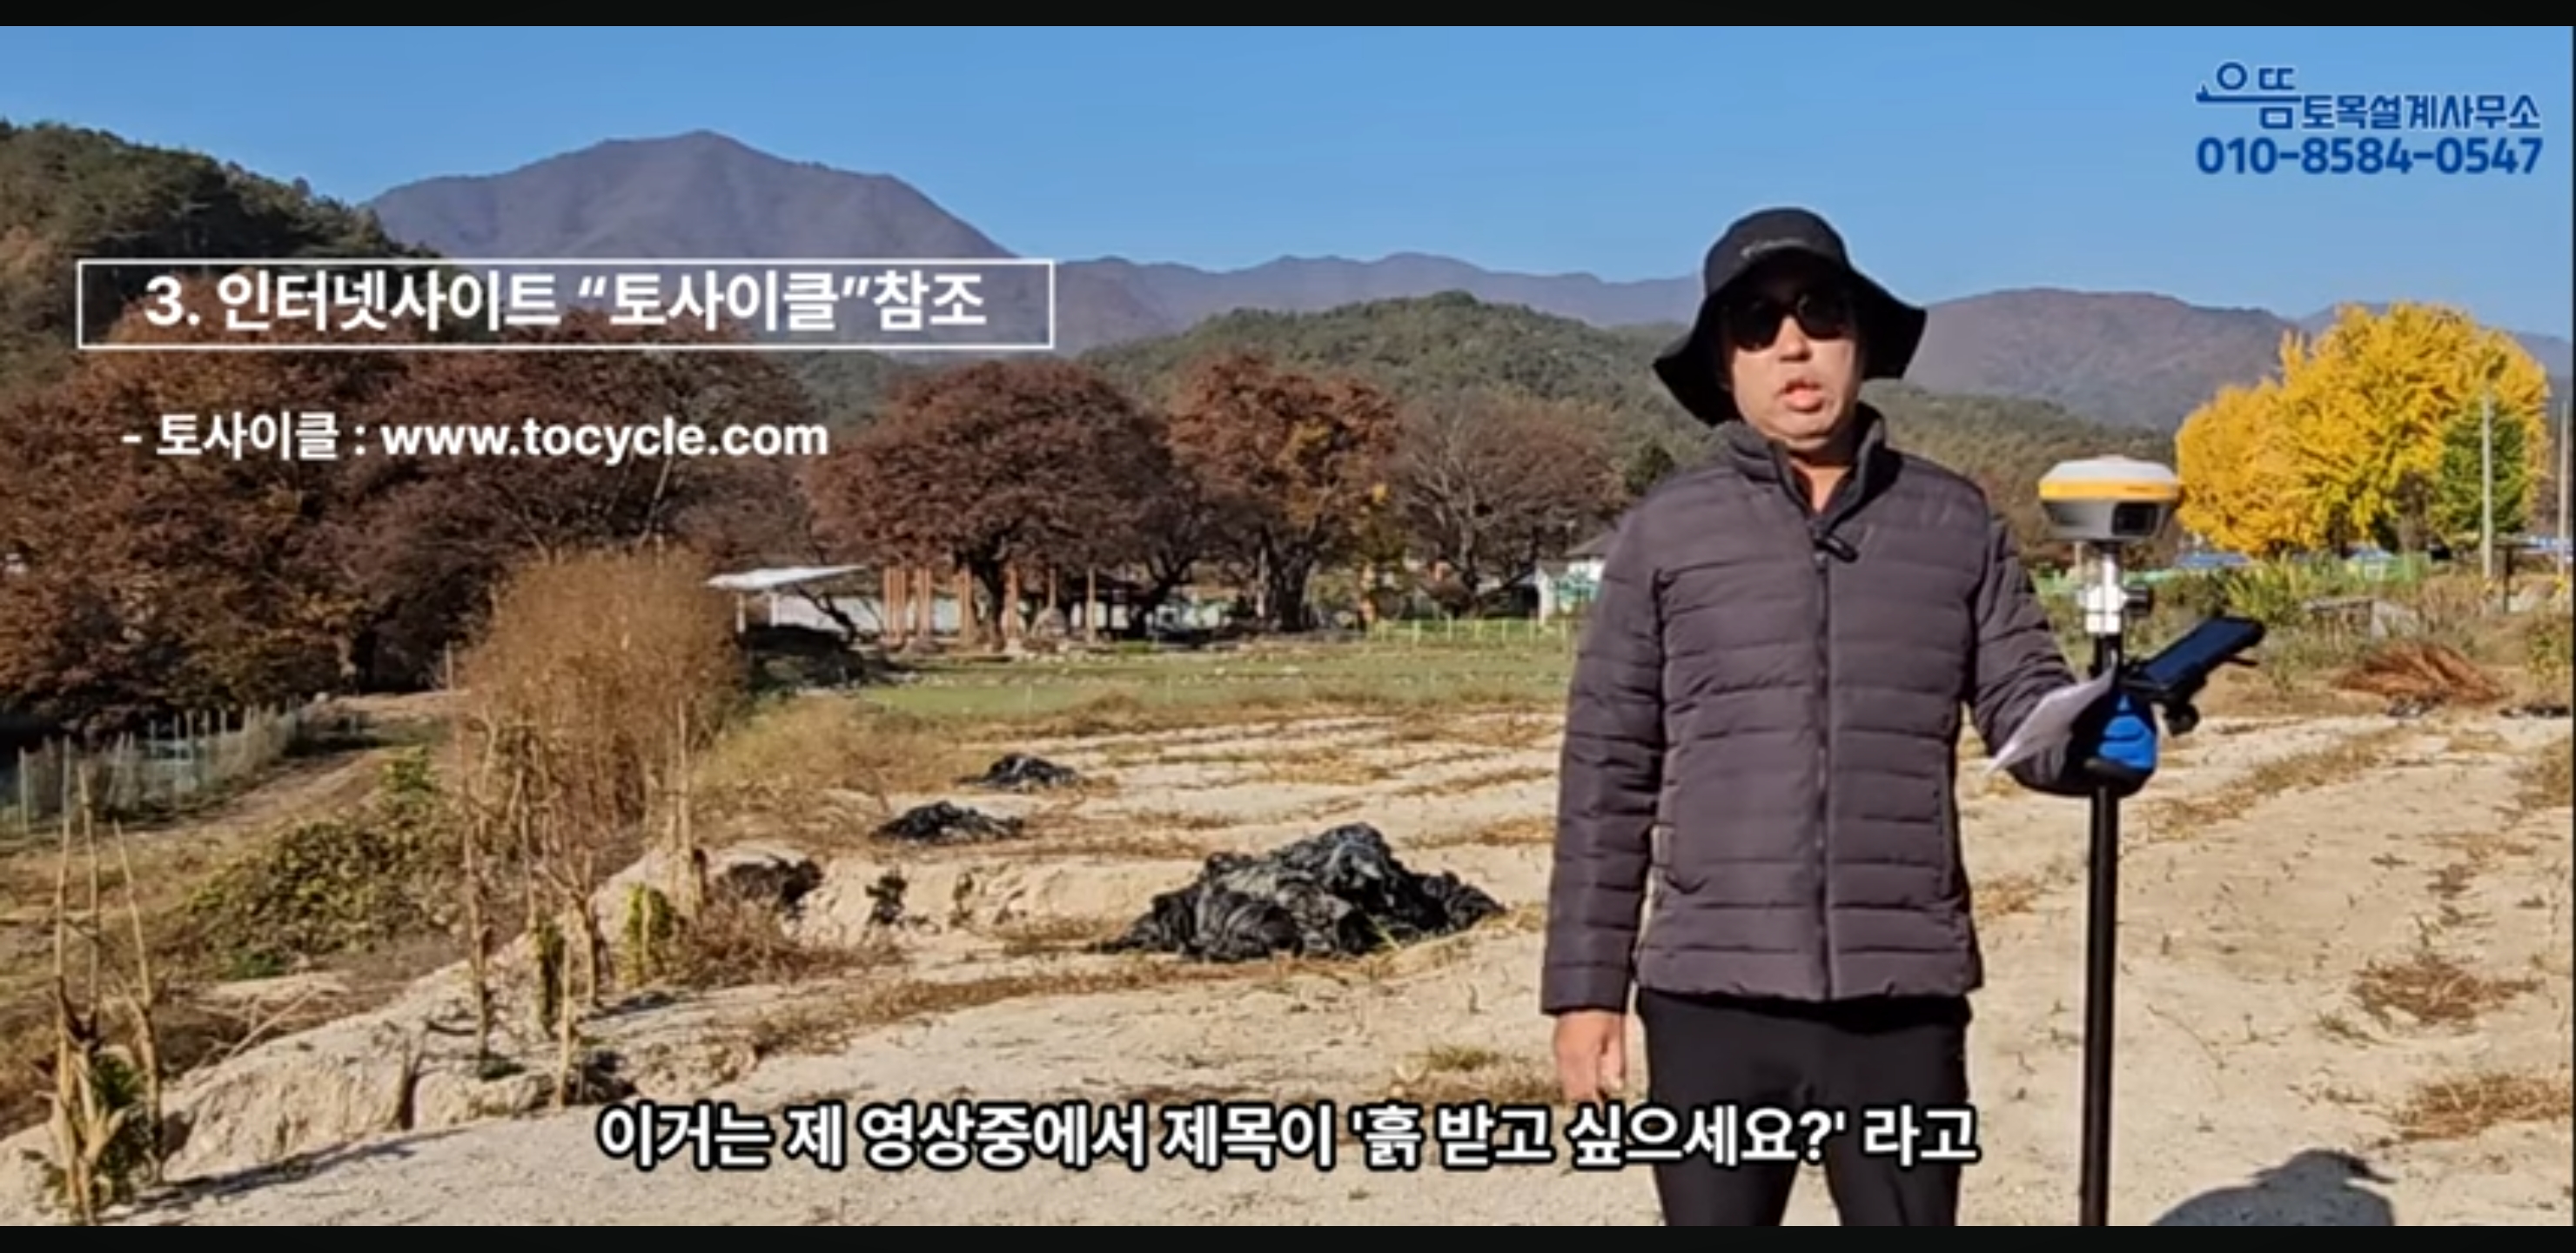 으뜸토목설계사무소
010-8584-0547
3. 인터넷사이트 “토사이클”참조
- 토사이클 : www.tocycle.com
이거는 제 영상중에서 제목이 '흙 받고 싶으세요?' 라고